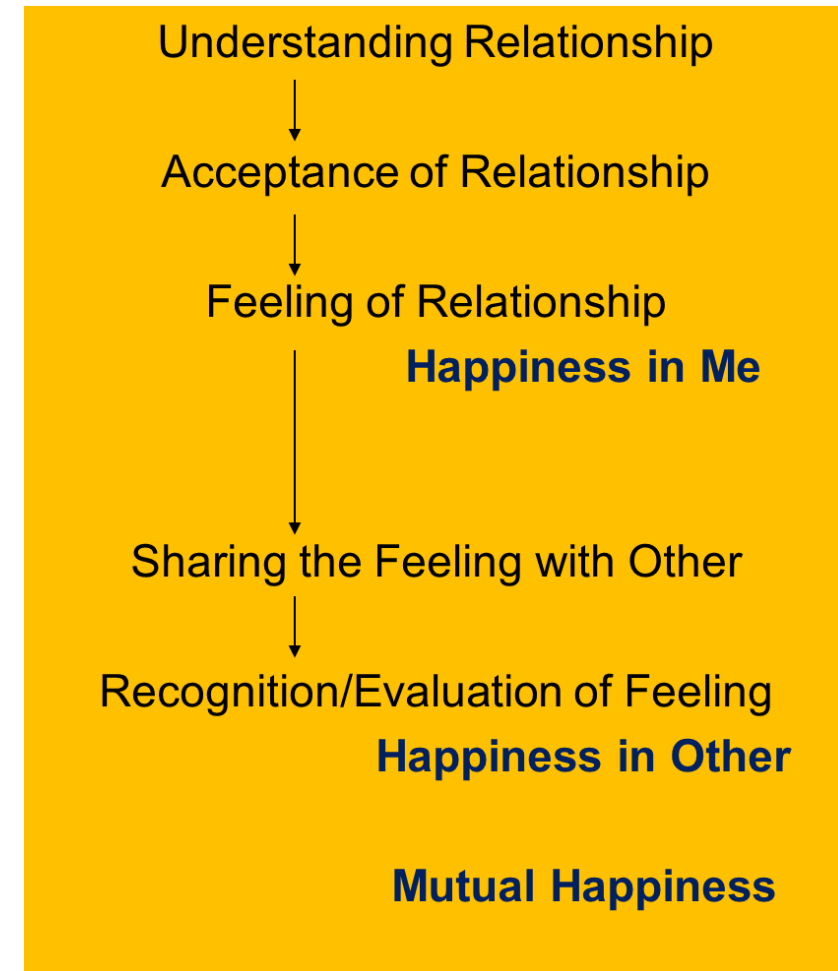 Understanding Relationship
Acceptance of Relationship
Feeling of Relationship
Happiness in Me
Sharing the Feeling with Other
Recognition/Evaluation of Feeling
Happiness in Other
Mutual Happiness